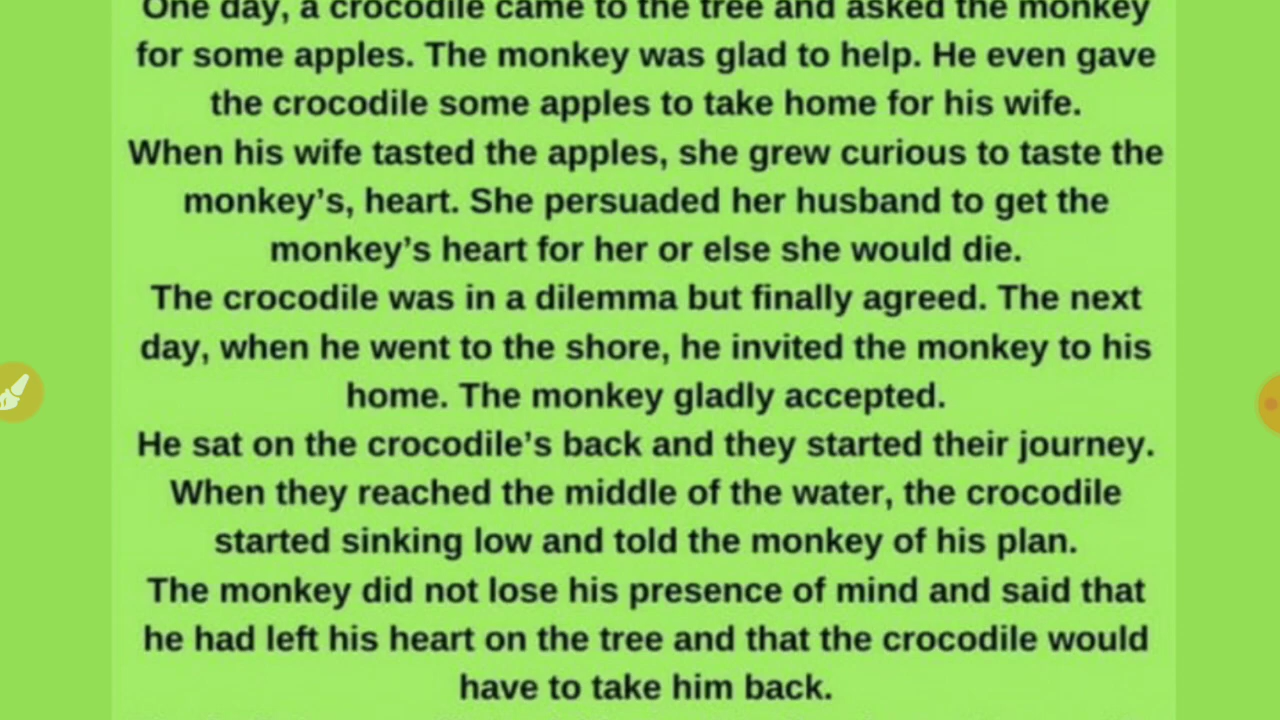 One day, a crocodile came to the tree and asked the monkey
for some apples. The monkey was glad to help. He even gave
the crocodile some apples to take home for his wife.
When his wife tasted the apples, she grew curious to taste the
monkey’s, heart. She persuaded her husband to get the
monkey’s heart for her or else she would die.
The crocodile was in a dilemma but finally agreed. The next
day, when he went to the shore, he invited the monkey to his
home. The monkey gladly accepted.
He sat on the crocodile’s back and they started their journey.
When they reached the middle of the water, the crocodile
started sinking low and told the monkey of his plan.
The monkey did not lose his presence of mind and said that
he had left his heart on the tree and that the crocodile would
have to take him back.